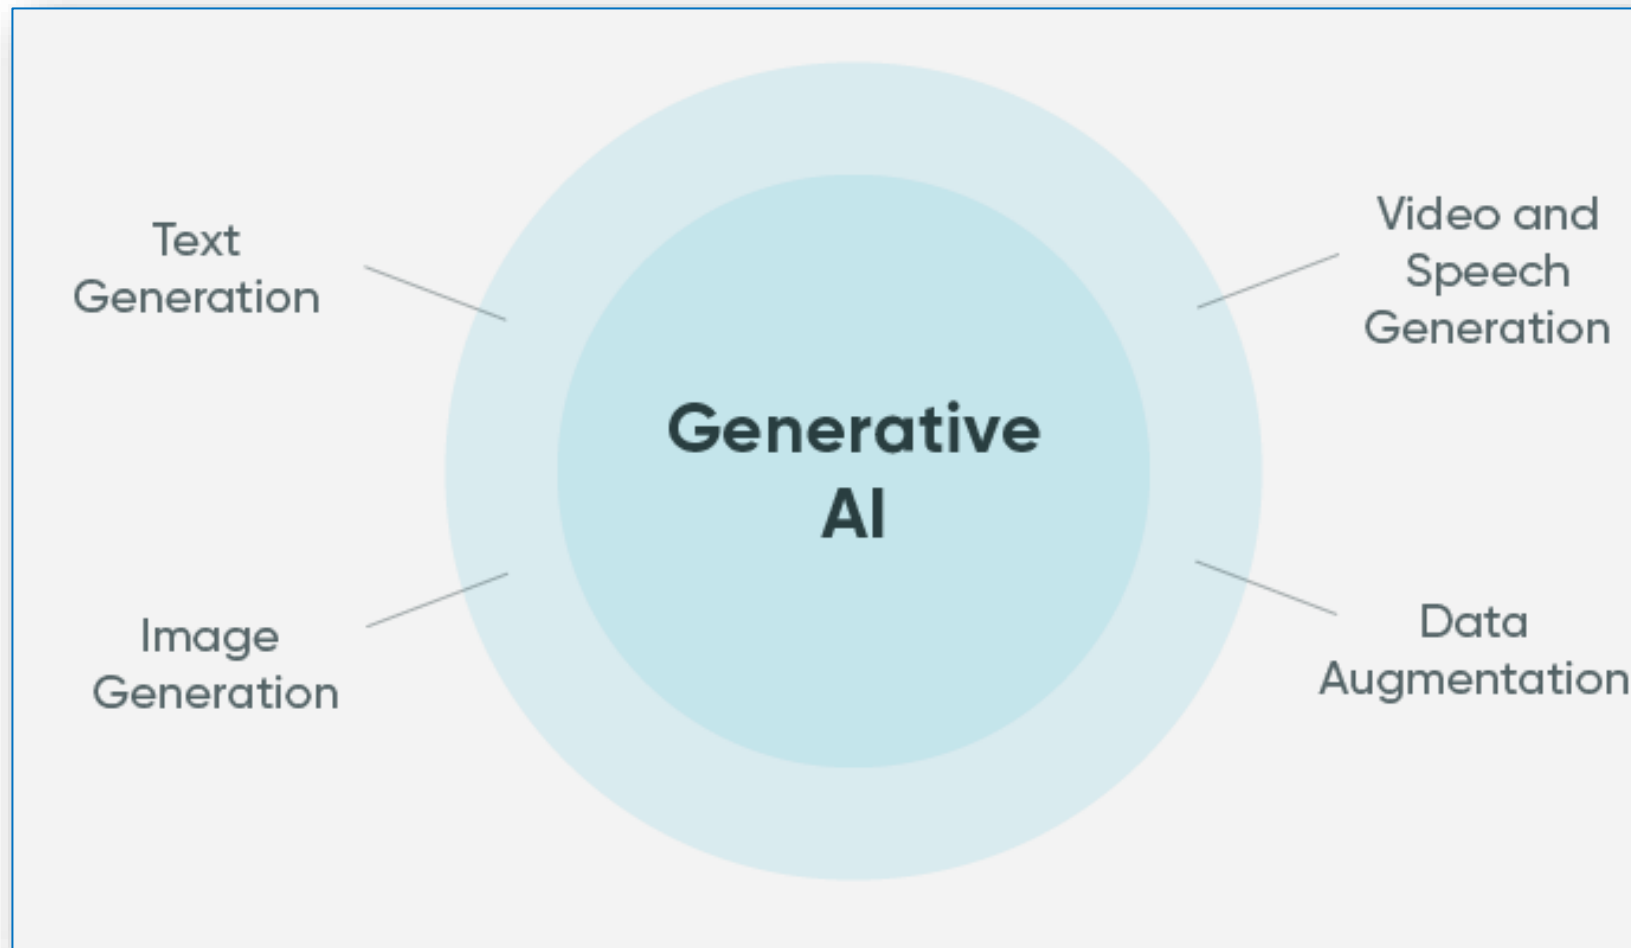 Text
Generation
Video and
Speech
Generation
Generative
AI
Image
Generation
Data
Augmentation